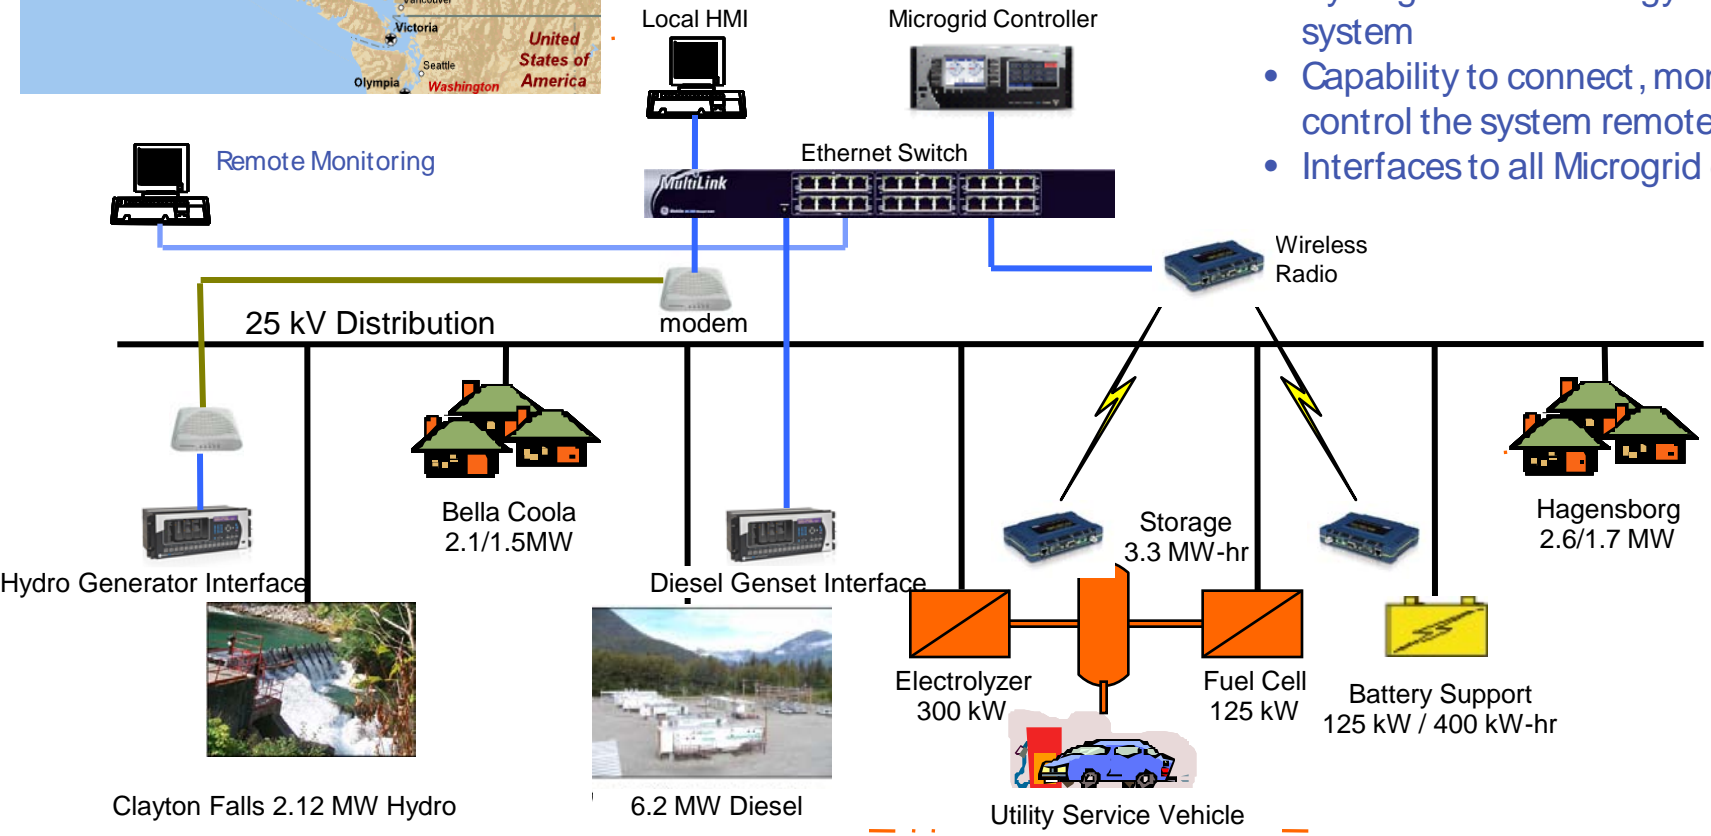 Vancouver
Victoria
Seattle
Olympia
Washington
United
States of
America
Local HMI
Microgrid Controller
system
• Capability to connect, mor
control the system remote
• Interfaces to all Microgrid
Remote Monitoring
Ethernet Switch
MultiLink
Wireless
Radio
modem
25 kV Distribution
Bella Coola
2.1/1.5MW
Storage
3.3 MW-hr
Hagensborg
2.6/1.7 MW
Hydro Generator Interface
Diesel Genset Interface
Electrolyzer
300 kW
Fuel Cell
125 kW
Battery Support
125 kW / 400 kW-hr
Clayton Falls 2.12 MW Hydro
6.2 MW Diesel
Utility Service Vehicle